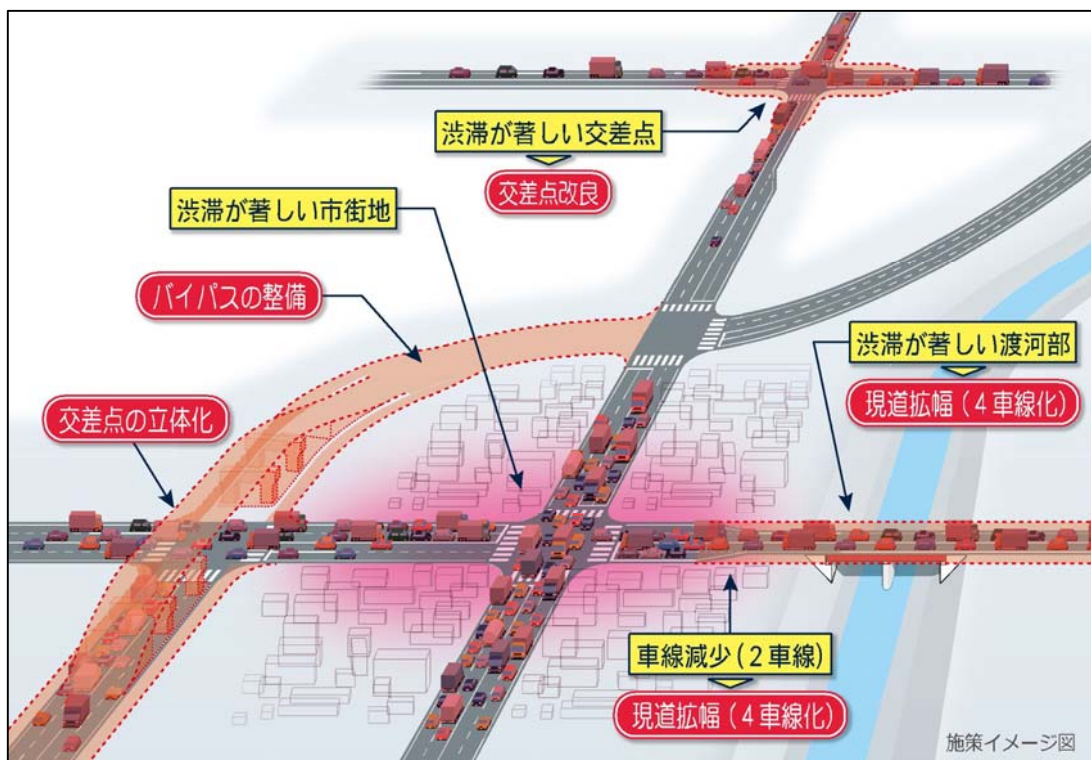 渋滞が著しい交差点
交差点改良
渋滞が著しい市街地
バイパスの整備
渋滞が著しい渡河部
現道拡幅(4車線化)
交差点の立体化
車線減少(2車線)
現道拡幅(4車線化)
施策イメージ図